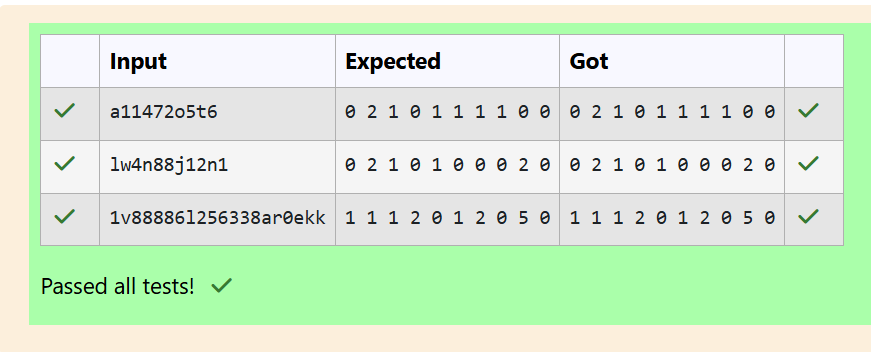 Input Expected Got
a11472o5t6 0 2 1 0 1 1 1 1 0 0 0 2 1 0 1 1 1 1 0 0
lw4n88j12n1 0 2 1 0 1 0 0 0 2 0 0 2 1 0 1 0 0 0 2 0
1v88886l256338ar0ekk 1 1 1 2 0 1 2 0 5 0 1 1 1 2 0 1 2 0 5 0
Passed all tests!